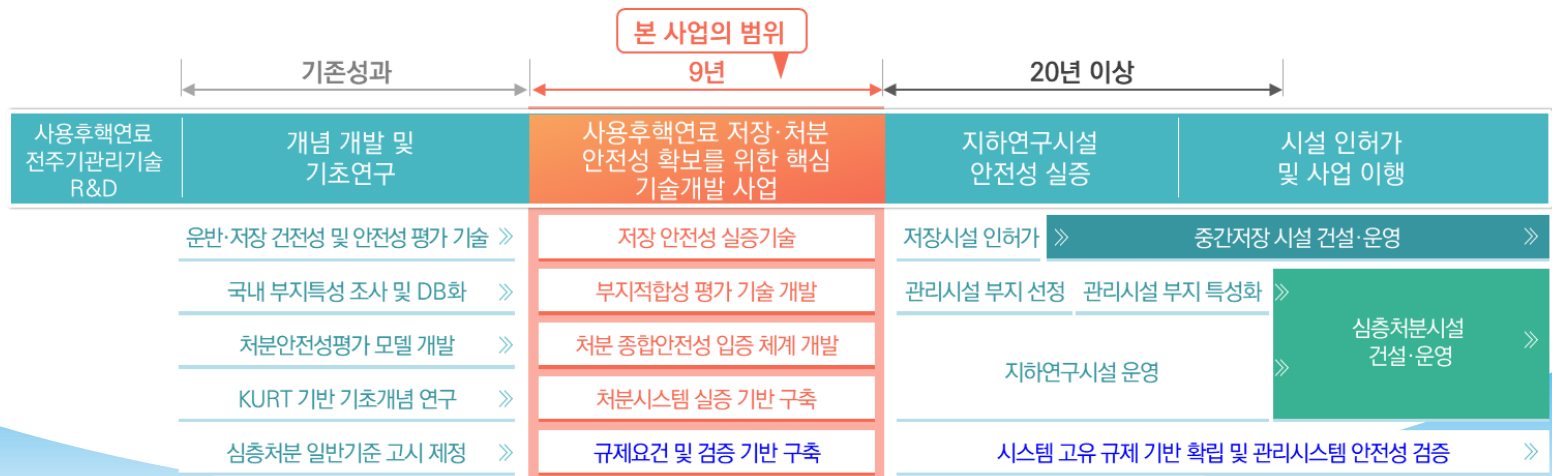 본 사업의 범위
기존성과
9년
20년 이상
사용후핵연료
전주기관리기술
R&D
개념 개발 및
기초연구
사용후핵연료 저장·처분
안전성 확보를 위한 핵심
기술개발 사업
지하연구시설
안전성 실증
시설 인허가
및 사업 이행
운반·저장 건전성 및 안전성 평가 기술 »
저장 안전성 실증기술
저장시설 인허가 »
중간저장 시설 건설·운영 »
국내 부지특성 조사 및 DB화 »
부지적합성 평가 기술 개발
관리시설 부지 선정
관리시설 부지 특성화 »
처분안전성평가 모델 개발 »
처분 종합안전성 입증 체계 개발
지하연구시설 운영 »
심층처분시설
건설·운영 »
KURT 기반 기초개념 연구 »
처분시스템 실증 기반 구축
심층처분 일반기준 고시 제정 »
규제요건 및 검증 기반 구축
시스템 고유 규제 기반 확립 및 관리시스템 안전성 검증 »